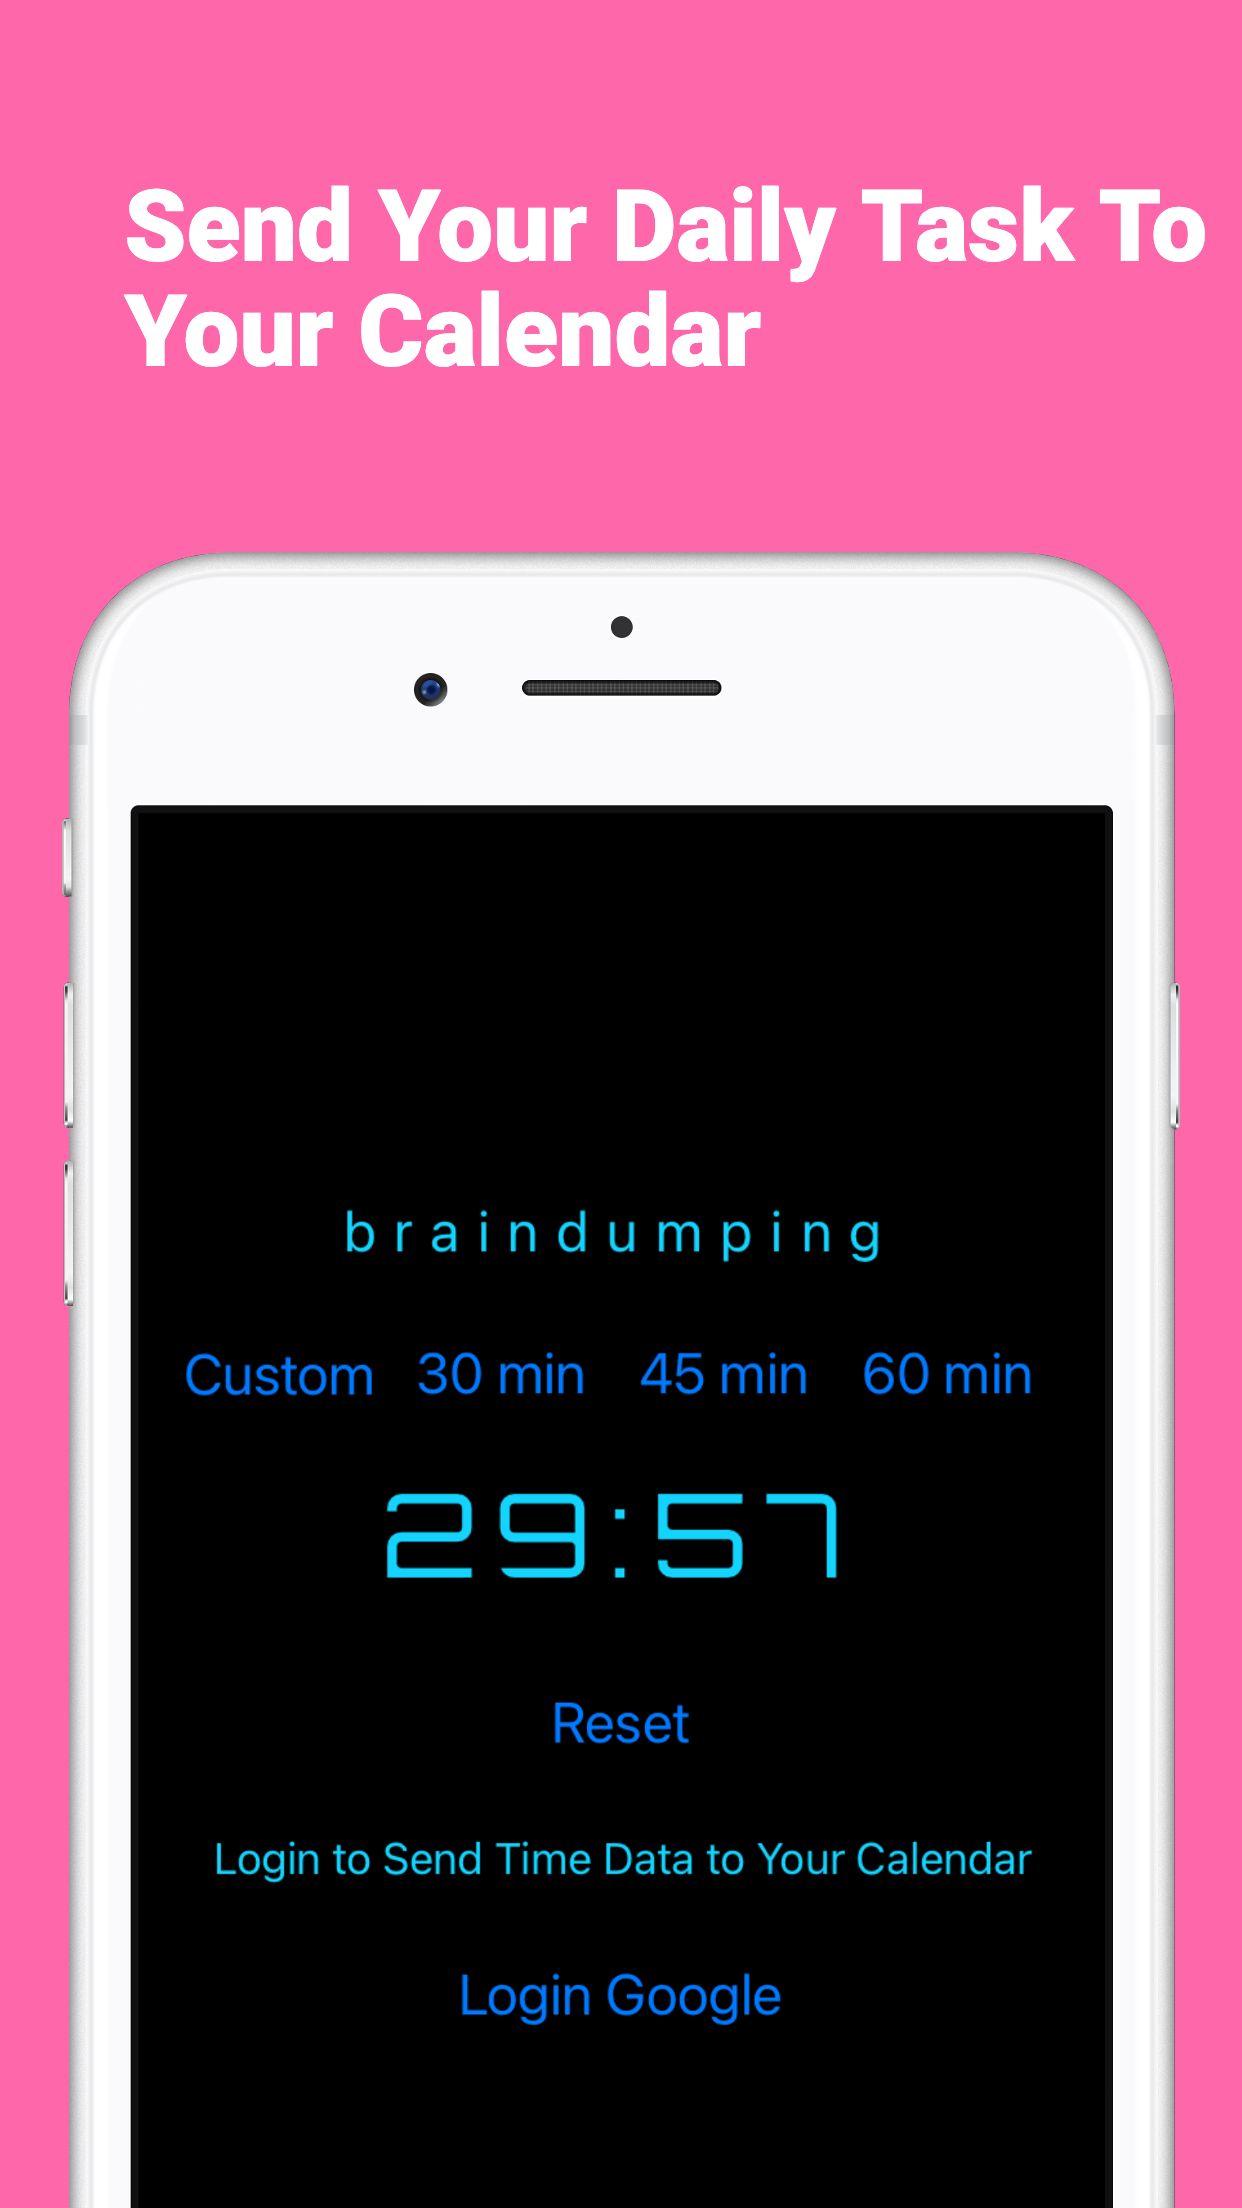 Send Your Daily Task To
Your Calendar
braindumping
Custom 30 min 45 min 60 min
29:57
Reset
Login to Send Time Data to Your Calendar
Login Google